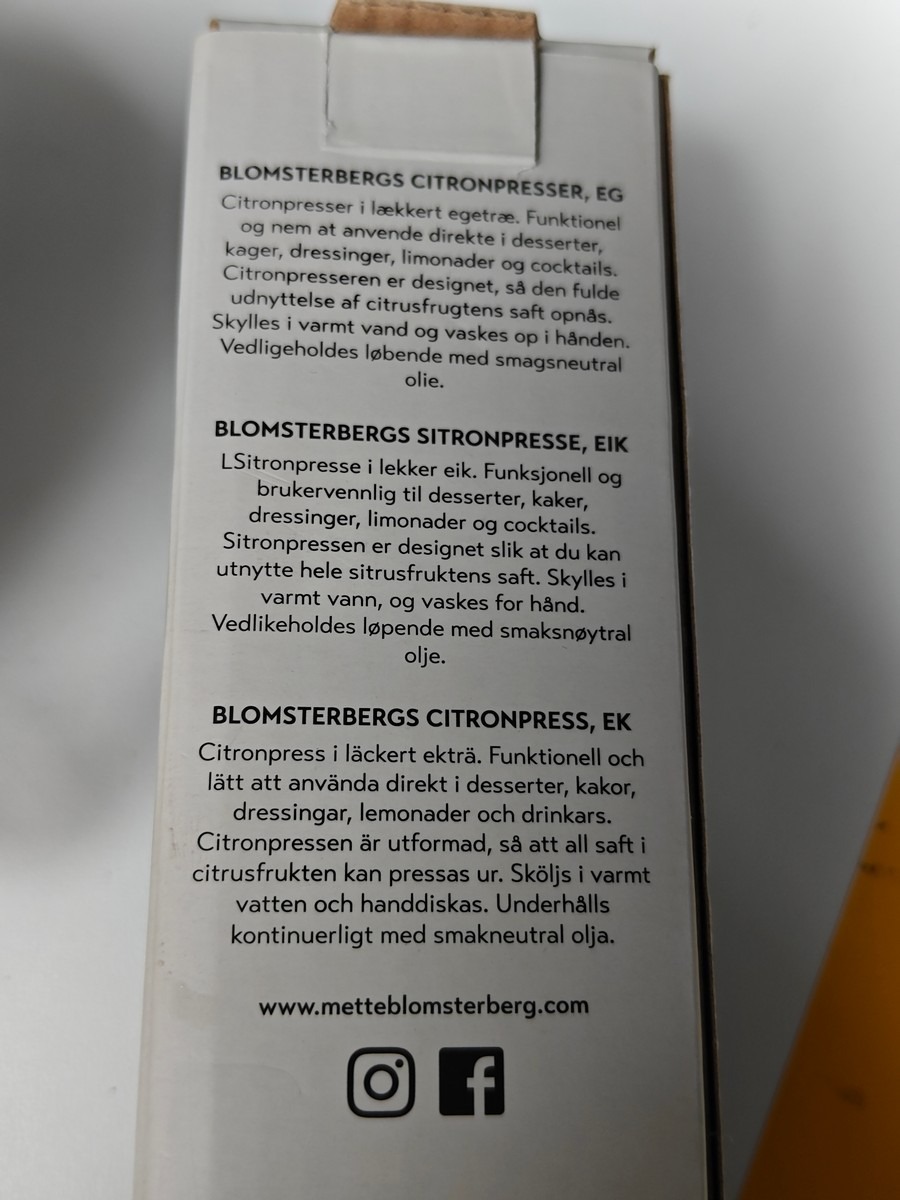 BLOMSTERBERGS CITRONPRESSER, EG
Citronpresser i lækkert egetræ. Funktionel
og nem at anvende direkte i desserter,
kager, dressinger, limonader og cocktails.
Citronpresseren er designet, så den fulde
udnyttelse af citrusfrugtens saft opnås.
Skylles i varmt vand og vaskes op i hånden.
Vedligeholdes løbende med smagsneutral
olie.
BLOMSTERBERGS SITRONPRESSE, EIK
LSitronpresse i lekker eik. Funksjonell og
brukervennlig til desserter, kaker,
dressinger, limonader og cocktails.
Sitronpressen er designet slik at du kan
utnytte hele sitrusfruktens saft. Skylles i
varmt vann, og vaskes for hånd.
Vedlikeholdes løpende med smaksnøytral
olje.
BLOMSTERBERGS CITRONPRESS, EK
Citronpress i läckert ekträ. Funktionell och
lätt att använda direkt i desserter, kakor,
dressingar, lemonader och drinkars.
Citronpressen är utformad, så att all saft i
citrusfrukten kan pressas ur. Sköljs i varmt
vatten och handdiskas. Underhålls
kontinuerligt med smakneutral olja.
www.metteblomsterberg.com